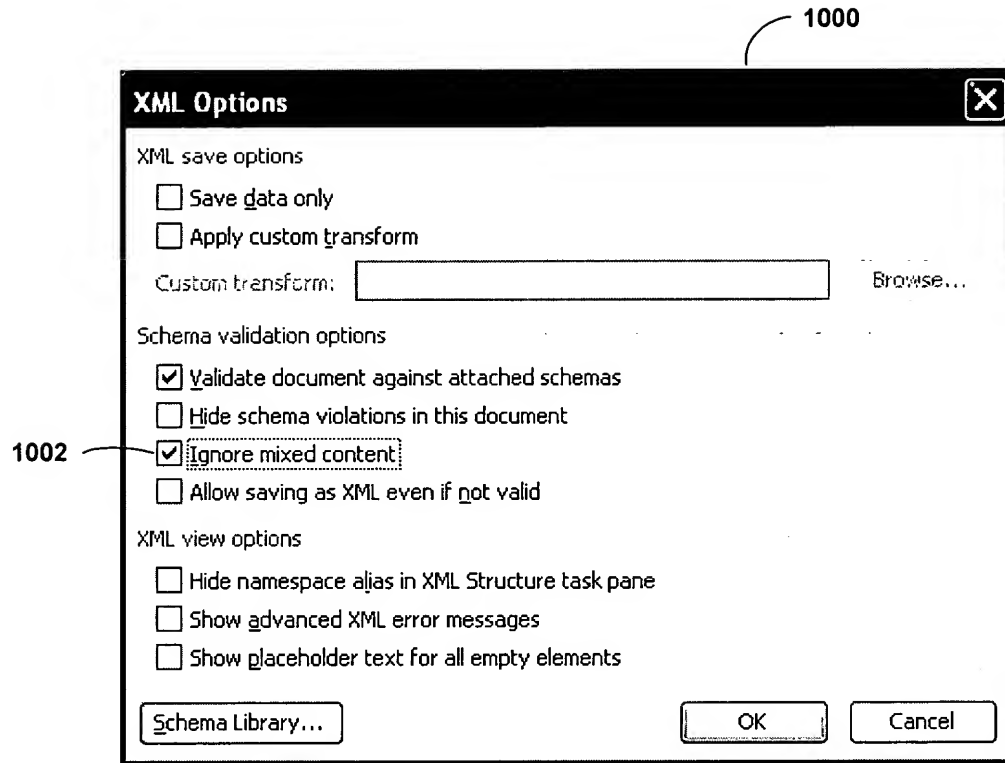 1000
XML Options
XML save options
Save data only
Apply custom transform
Custom transform:
Browse...
Schema validation options
Validate document against attached schemas
Hide schema violations in this document
1002
Ignore mixed content
Allow saving as XML even if not valid
XML view options
Hide namespace alias in XML Structure task pane
Show advanced XML error messages
Show placeholder text for all empty elements
Schema Library...
OK
Cancel